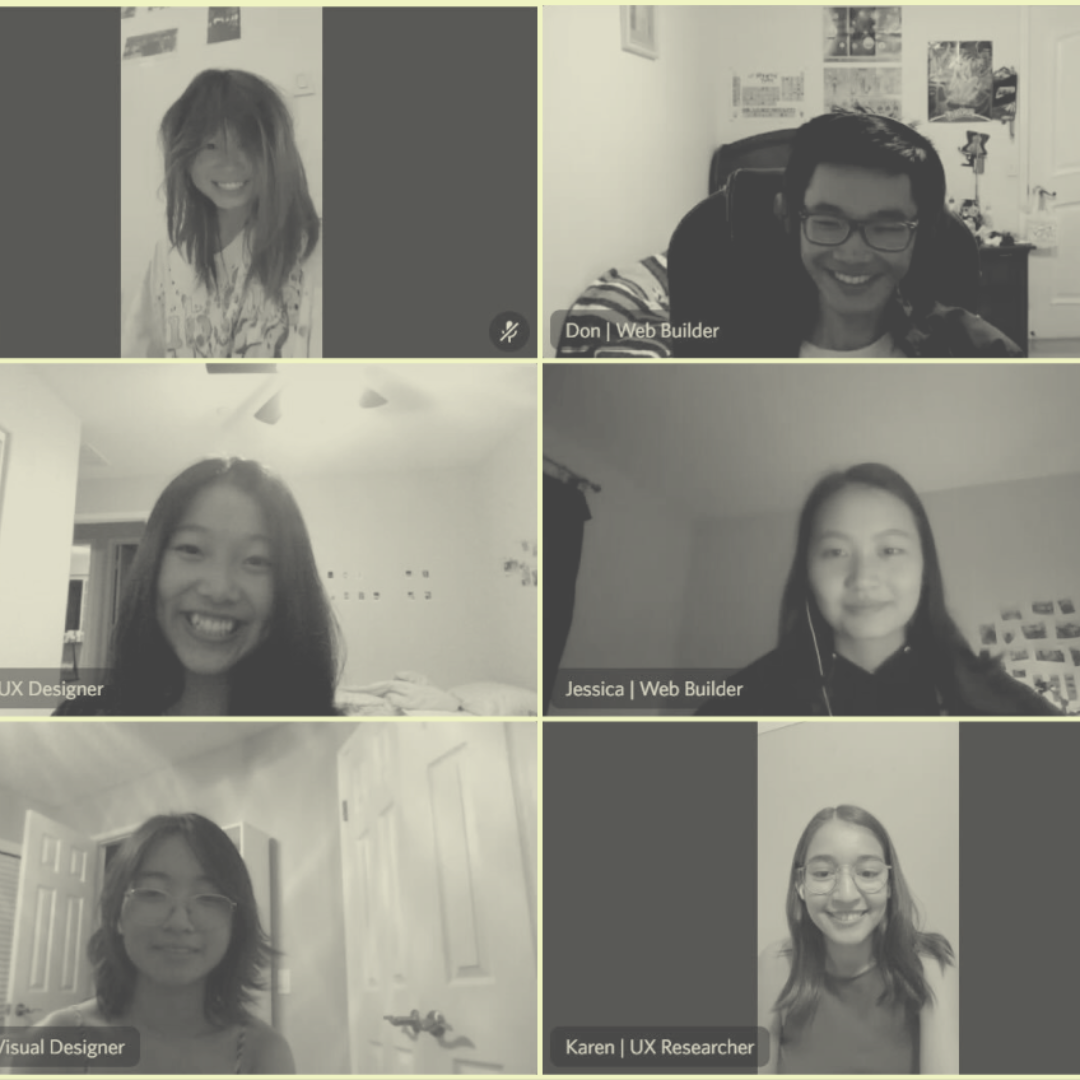 Don | Web Builder
UX Designer
Jessica | Web Builder
Visual Designer
Karen | UX Researcher